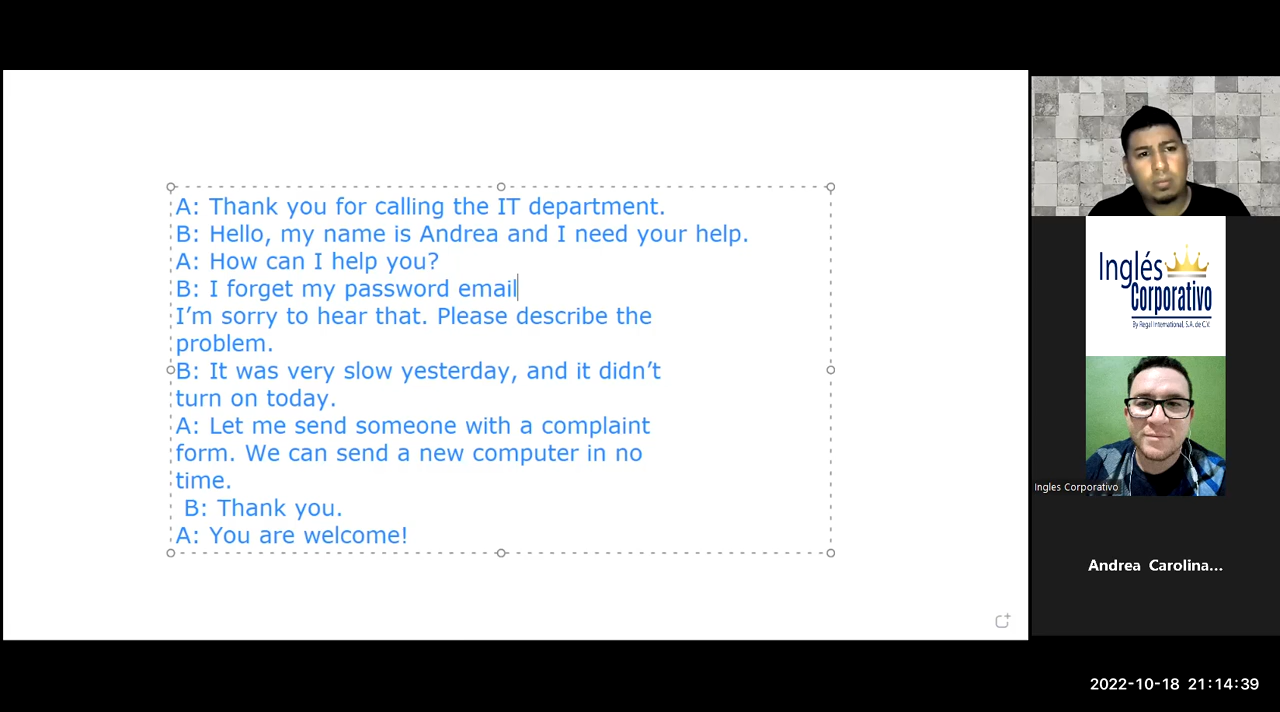 A: Thank you for calling the IT department.
B: Hello, my name is Andrea and I need your help.
A: How can I help you?
B: I forget my password email
I’m sorry to hear that. Please describe the
problem.
B: It was very slow yesterday, and it didn’t
turn on today.
A: Let me send someone with a complaint
form. We can send a new computer in no
time.
B: Thank you.
A: You are welcome!
Inglés
Corporativo
By Regal International, S.A. de C.V.
Ingles Corporativo
Andrea Carolina...
2022-10-18 21:14:39